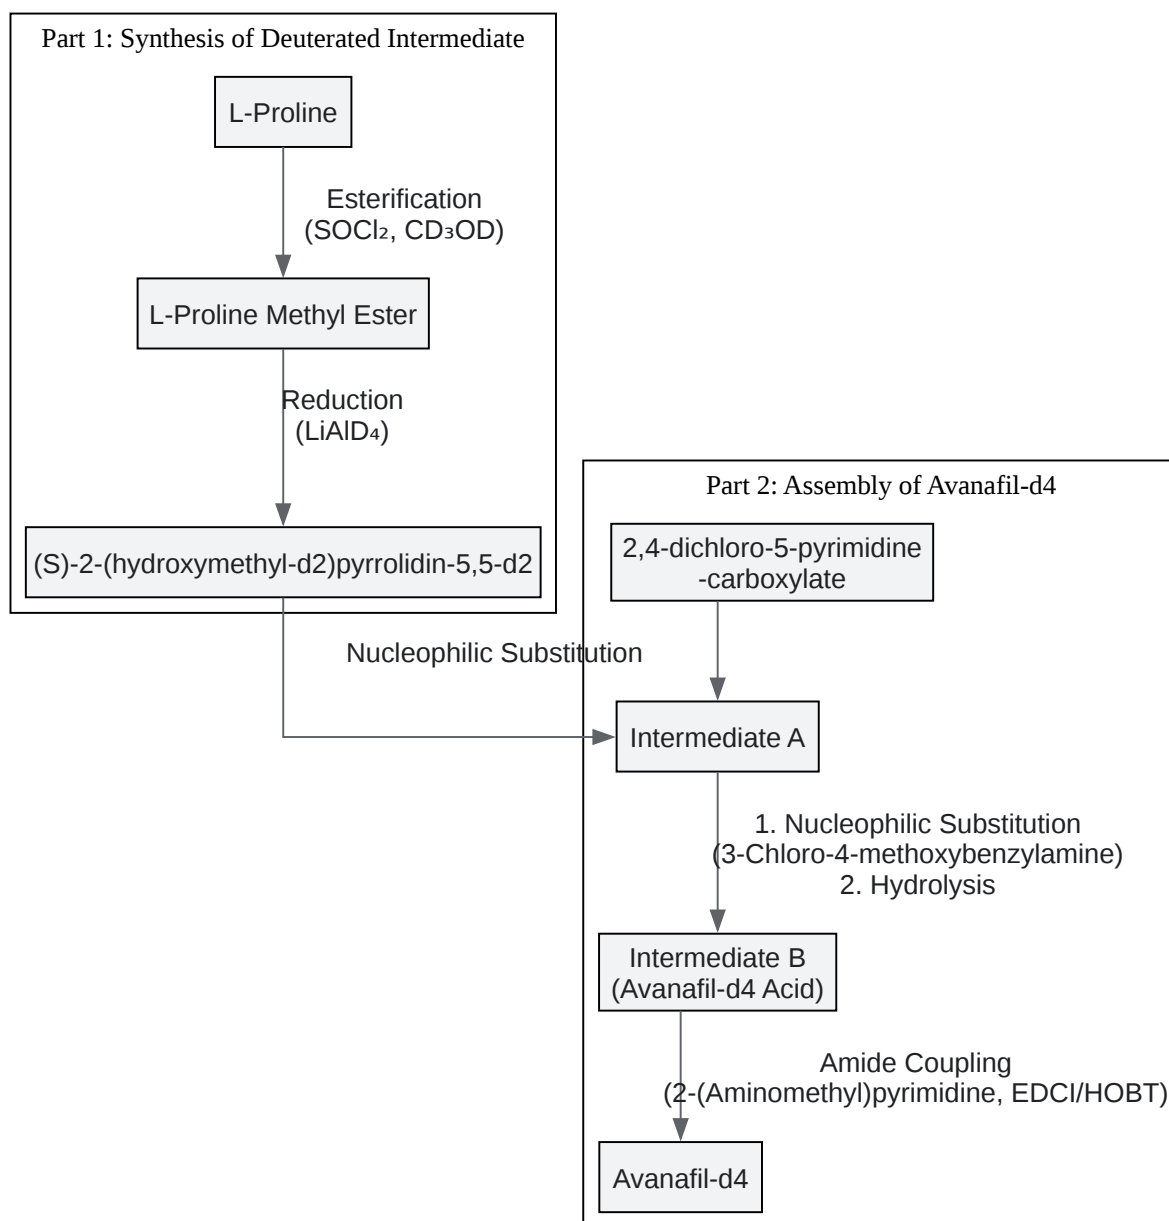 Part 1: Synthesis of Deuterated Intermediate
L-Proline
Esterification
(SOCl₂, CD₃OD)
L-Proline Methyl Ester
Reduction
(LiAlD₄)
(S)-2-(hydroxymethyl-d2)pyrrolidin-5,5-d2
Nucleophilic Substitution
Part 2: Assembly of Avanafil-d4
2,4-dichloro-5-pyrimidine
-carboxylate
Intermediate A
1. Nucleophilic Substitution
(3-Chloro-4-methoxybenzylamine)
2. Hydrolysis
Intermediate B
(Avanafil-d4 Acid)
Amide Coupling
(2-(Aminomethyl)pyrimidine, EDCI/HOBT)
Avanafil-d4